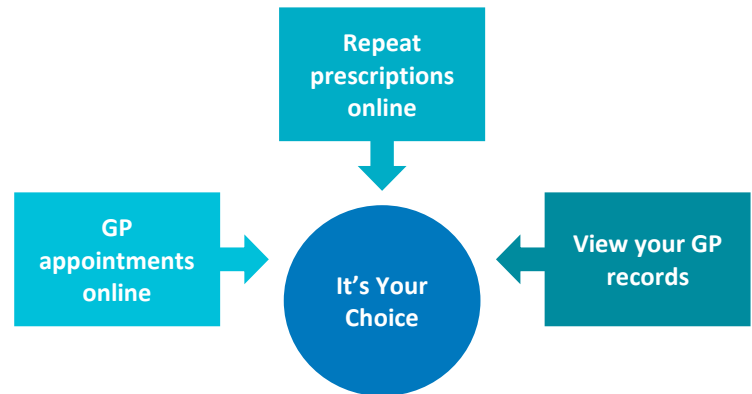 Repeat
prescriptions
online
GP
appointments
online
It’s Your
Choice
View your GP
records